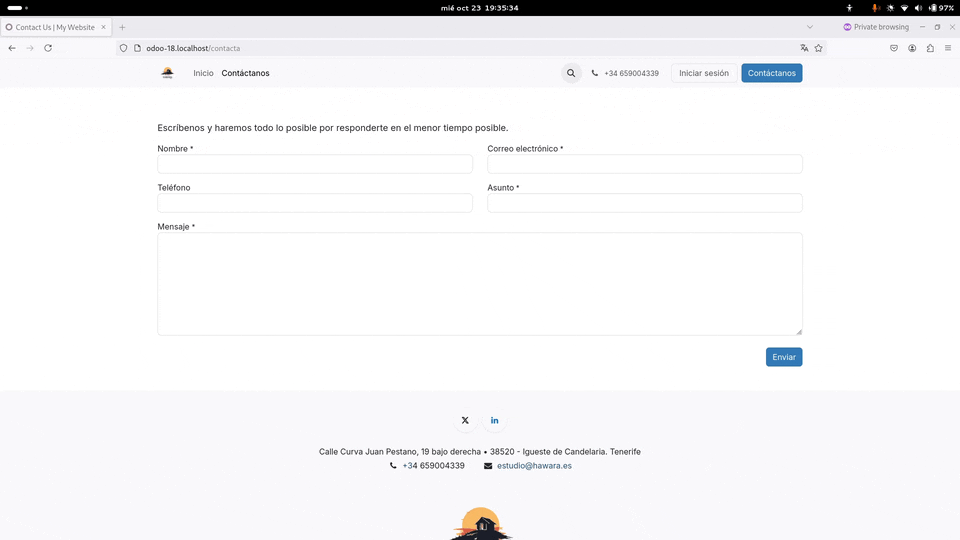 mié oct 23 19:35:34
97%
Contact Us | My Website
Private browsing
odoo-18.localhost/contacta
Inicio Contáctanos +34 659004339 Iniciar sesión Contáctanos
Escríbenos y haremos todo lo posible por responderte en el menor tiempo posible.
Nombre * Correo electrónico *
Teléfono Asunto *
Mensaje *
Enviar
Calle Curva Juan Pestano, 19 bajo derecha • 38520 - Igueste de Candelaria. Tenerife
+34 659004339 estudio@hawara.es